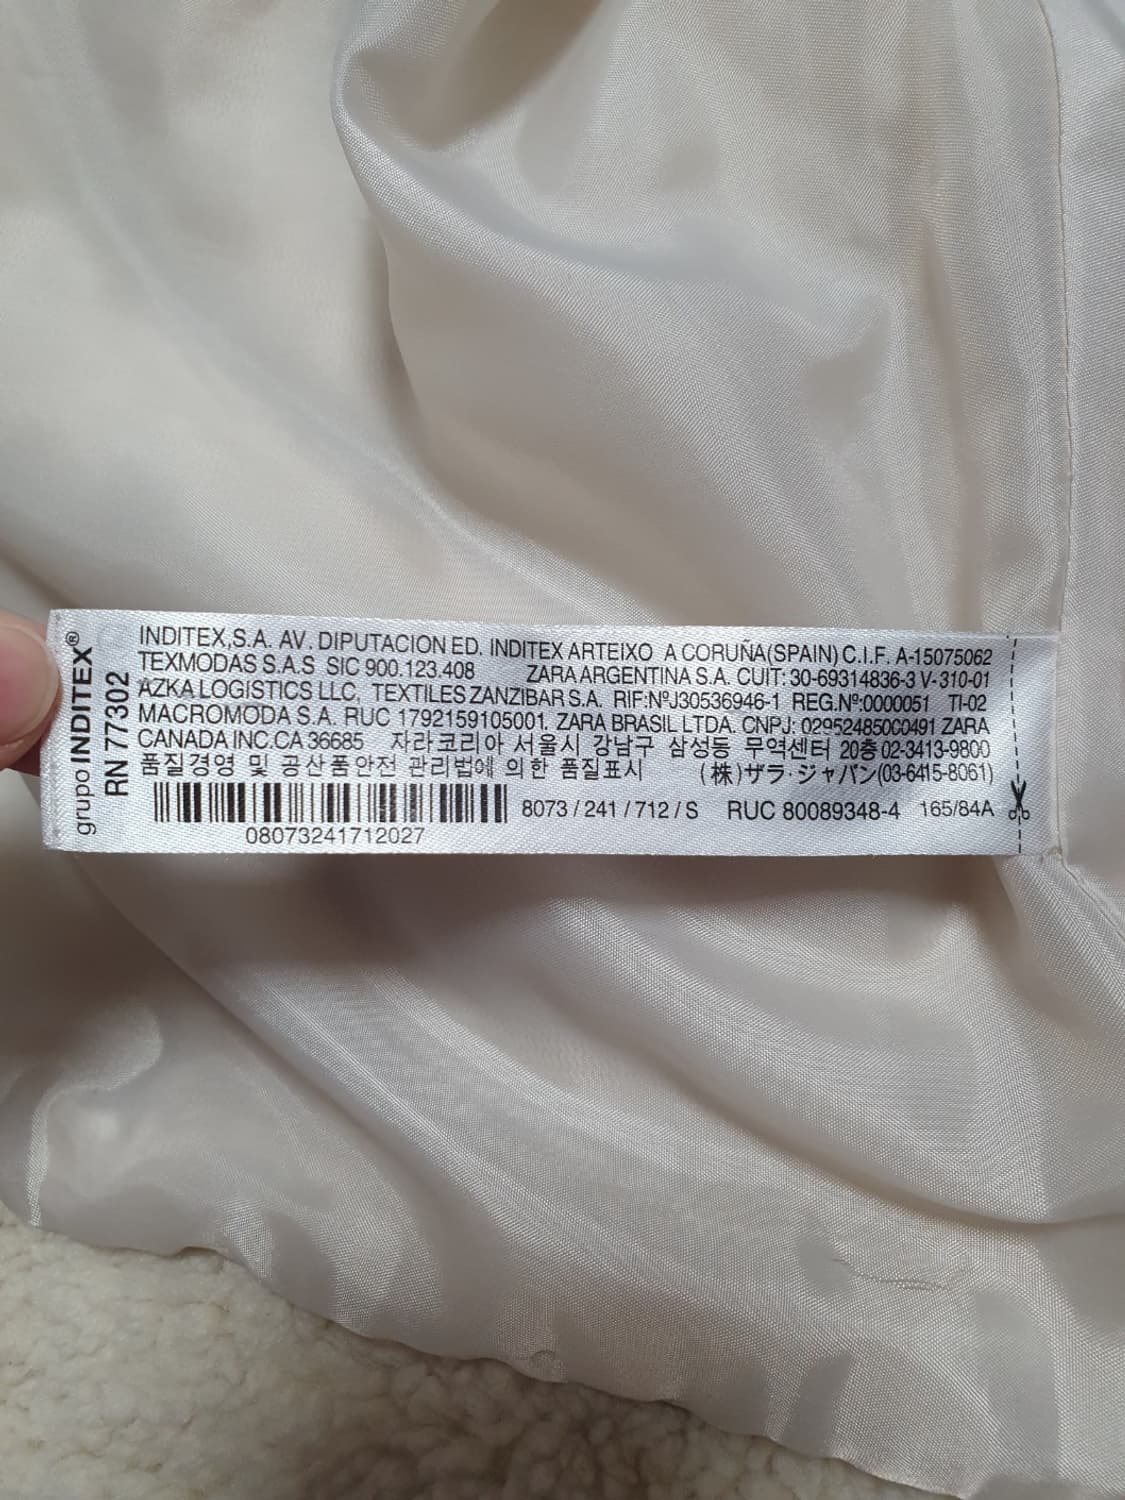 grupo INDITEX®
RN 77302
INDITEX,S.A. AV. DIPUTACION ED. INDITEX ARTEIXO A CORUÑA(SPAIN) C.I.F. A-15075062
TEXMODAS S.A.S SIC 900.123.408 ZARA ARGENTINA S.A. CUIT: 30-69314836-3 V-310-01
AZKA LOGISTICS LLC, TEXTILES ZANZIBAR S.A. RIF:NºJ30536946-1 REG.Nº:0000051 TI-02
MACROMODA S.A. RUC 1792159105001, ZARA BRASIL LTDA. CNPJ: 02952485000491 ZARA
CANADA INC.CA 36685 자라코리아 서울시 강남구 삼성동 무역센터 20층 02-3413-9800
품질경영 및 공산품안전 관리법에 의한 품질표시 (株)ザラ・ジャパン(03-6415-8061)
8073 / 241 / 712 / S RUC 80089348-4 165/84A
08073241712027